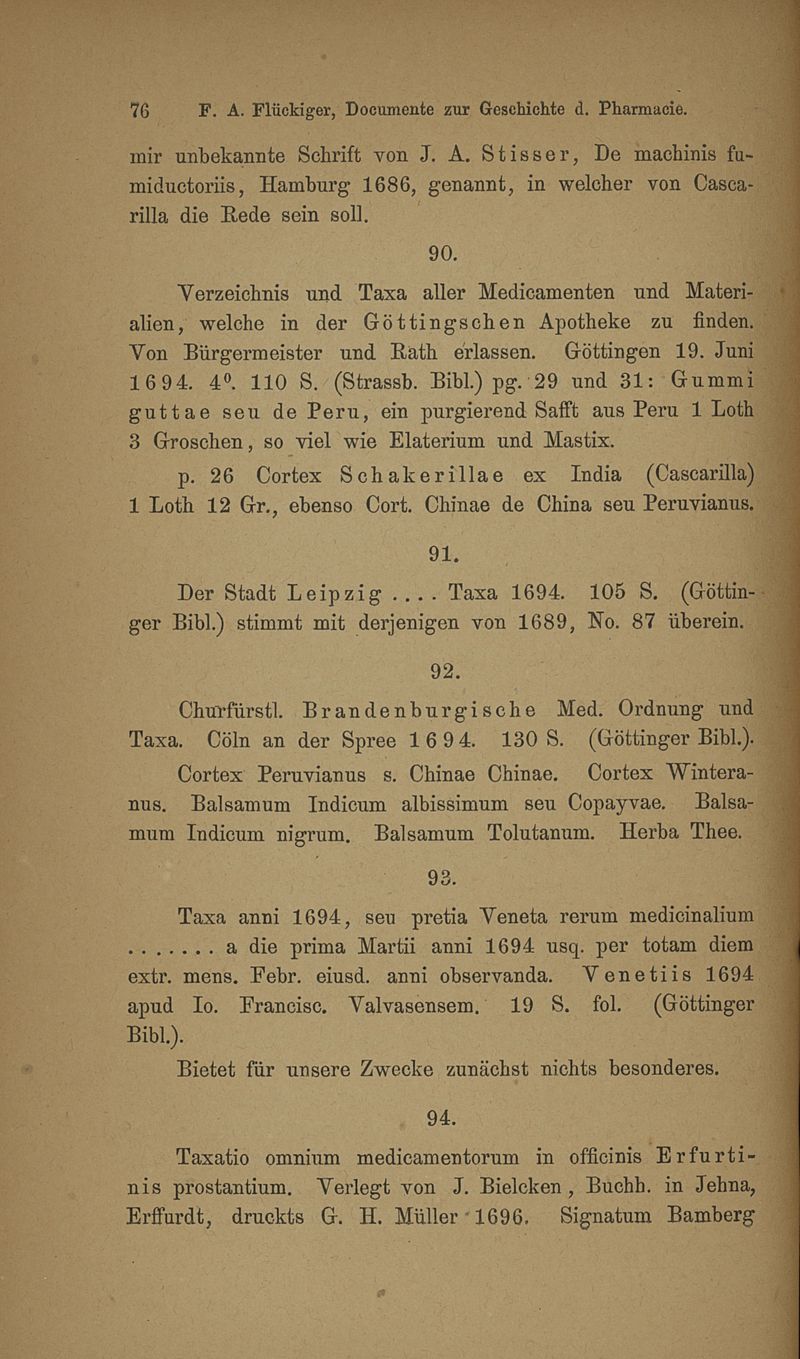 76 F. A. Flückiger, Documente zur Geschichte d. Pharmacie.
mir unbekannte Schrift von J. A. Stisser, De machinis fu-
miductoriis, Hamburg 1686, genannt, in welcher von Casca-
rilla die Rede sein soll.
90.
Verzeichnis und Taxa aller Medicamenten und Materi-
alien, welche in der Göttingschen Apotheke zu finden.
Von Bürgermeister und Rath erlassen. Göttingen 19. Juni
1694. 4⁰. 110 S. (Strassb. Bibl.) pg. 29 und 31: Gummi
guttae seu de Peru, ein purgierend Safft aus Peru 1 Loth
3 Groschen, so viel wie Elaterium und Mastix.
p. 26 Cortex Schakerillae ex India (Cascarilla)
1 Loth 12 Gr., ebenso Cort. Chinae de China seu Peruvianus.
91.
Der Stadt Leipzig .... Taxa 1694. 105 S. (Göttin-
ger Bibl.) stimmt mit derjenigen von 1689, No. 87 überein.
92.
Churfürstl. Brandenburgische Med. Ordnung und
Taxa. Cöln an der Spree 1694. 130 S. (Göttinger Bibl.).
Cortex Peruvianus s. Chinae Chinae. Cortex Wintera-
nus. Balsamum Indicum albissimum seu Copayvae. Balsa-
mum Indicum nigrum. Balsamum Tolutanum. Herba Thee.
93.
Taxa anni 1694, seu pretia Veneta rerum medicinalium
....... a die prima Martii anni 1694 usq. per totam diem
extr. mens. Febr. eiusd. anni observanda. Venetiis 1694
apud Io. Francisc. Valvasensem. 19 S. fol. (Göttinger
Bibl.).
Bietet für unsere Zwecke zunächst nichts besonderes.
94.
Taxatio omnium medicamentorum in officinis Erfurti-
nis prostantium. Verlegt von J. Bielcken, Buchh. in Jehna,
Erffurdt, druckts G. H. Müller 1696. Signatum Bamberg